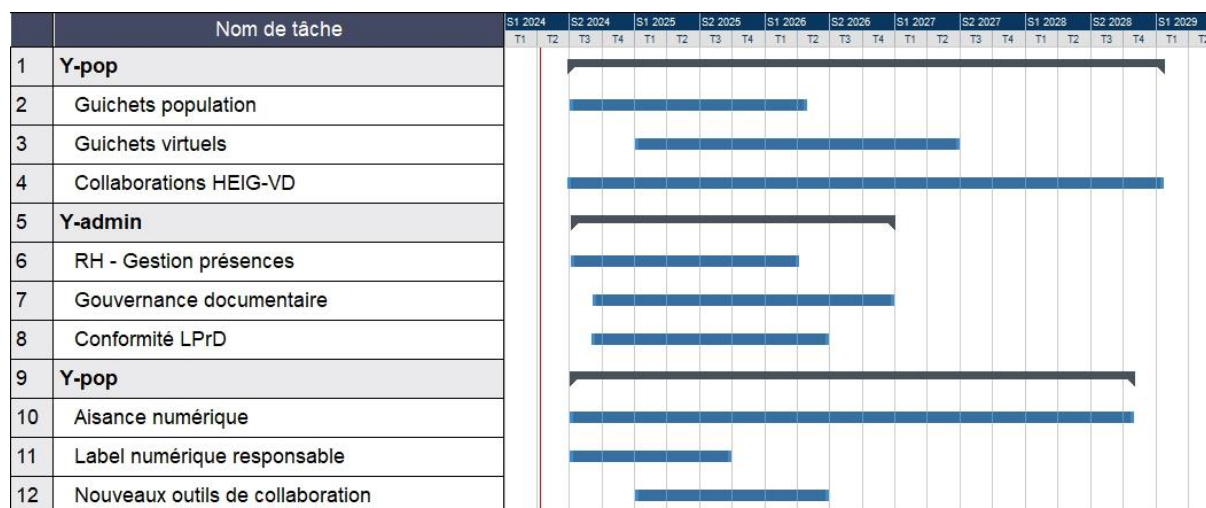 Nom de tâche
S1 2024 S2 2024 S1 2025 S2 2025 S1 2026 S2 2026 S1 2027 S2 2027 S1 2028 S2 2028 S1 2029
T1 T2 T3 T4 T1 T2 T3 T4 T1 T2 T3 T4 T1 T2 T3 T4 T1 T2 T3 T4 T1
1 Y-pop
2 Guichets population
3 Guichets virtuels
4 Collaborations HEIG-VD
5 Y-admin
6 RH - Gestion présences
7 Gouvernance documentaire
8 Conformité LPrD
9 Y-pop
10 Aisance numérique
11 Label numérique responsable
12 Nouveaux outils de collaboration